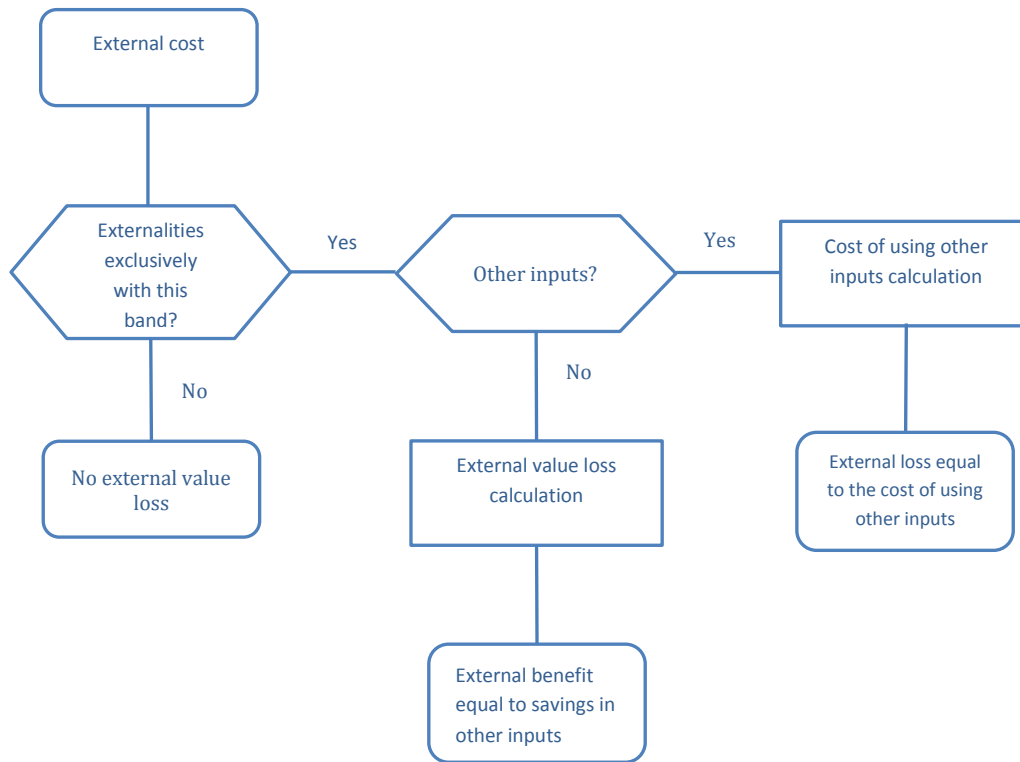 External cost
Externalities
exclusively
with this
band?
Yes
Other inputs?
Yes
Cost of using other
inputs calculation
No
No
No external value
loss
External value loss
calculation
External loss equal
to the cost of using
other inputs
External benefit
equal to savings in
other inputs